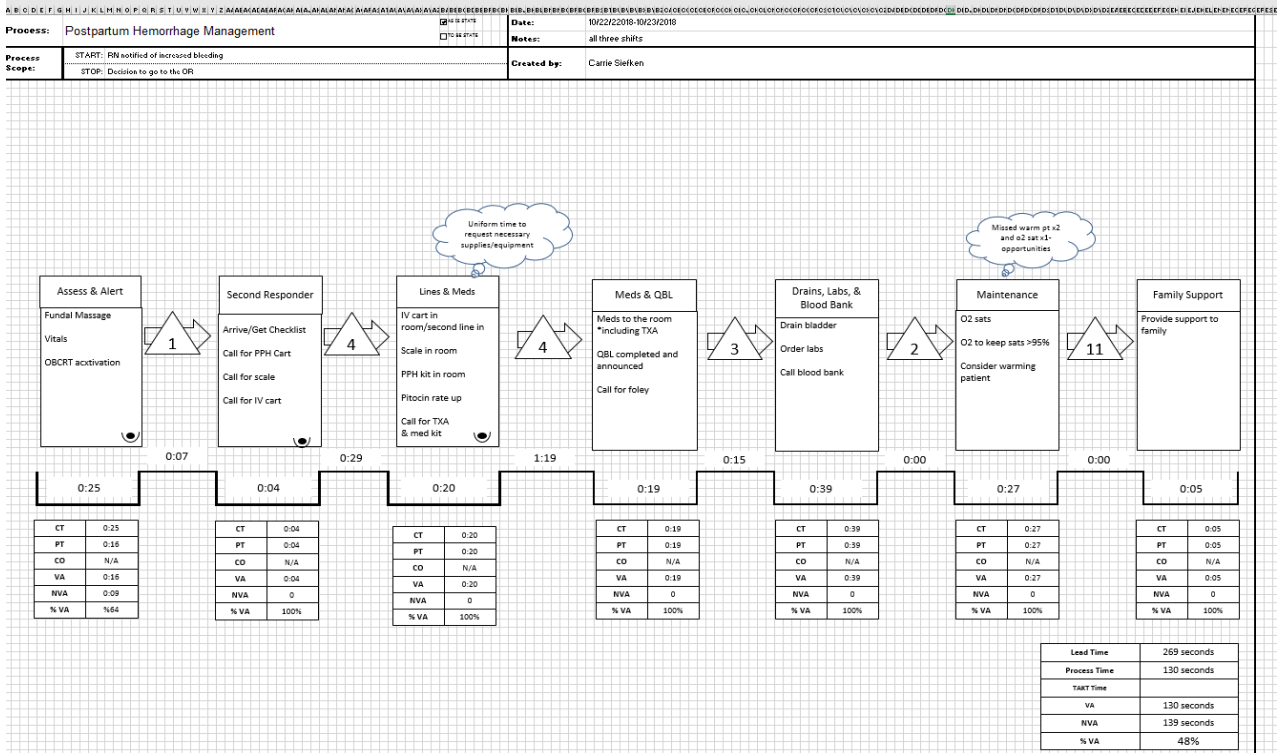 Process:
Postpartum Hemorrhage Management
AS IS STATE
TO BE STATE
Date:
10/22/22018-10/23/2018
Notes:
all three shifts
Process Scope:
START: RN notified of increased bleeding
STOP: Decision to go to the OR
Created by:
Carrie Siefken
Uniform time to
request necessary
supplies/equipment
Missed warm pt x2
and o2 sat x1-
opportunities
Assess & Alert
Fundal Massage
Vitals
OBCRT acxtivation
1
Second Responder
Arrive/Get Checklist
Call for PPH Cart
Call for scale
Call for IV cart
4
Lines & Meds
IV cart in
room/second line in
Scale in room
PPH kit in room
Pitocin rate up
Call for TXA
& med kit
4
Meds & QBL
Meds to the room
*including TXA
QBL completed and
announced
Call for foley
3
Drains, Labs, &
Blood Bank
Drain bladder
Order labs
Call blood bank
2
Maintenance
O2 sats
O2 to keep sats >95%
Consider warming
patient
11
Family Support
Provide support to
family
0:07 0:29 1:19 0:15 0:00 0:00
0:25 0:04 0:20 0:19 0:39 0:27 0:05
CT 0:25
PT 0:16
CO N/A
VA 0:16
NVA 0:09
% VA %64
CT 0:04
PT 0:04
CO N/A
VA 0:04
NVA 0
% VA 100%
CT 0:20
PT 0:20
CO N/A
VA 0:20
NVA 0
% VA 100%
CT 0:19
PT 0:19
CO N/A
VA 0:19
NVA 0
% VA 100%
CT 0:39
PT 0:39
CO N/A
VA 0:39
NVA 0
% VA 100%
CT 0:27
PT 0:27
CO N/A
VA 0:27
NVA 0
% VA 100%
CT 0:05
PT 0:05
CO N/A
VA 0:05
NVA 0
% VA 100%
Lead Time 269 seconds
Process Time 130 seconds
TAKT Time
VA 130 seconds
NVA 139 seconds
% VA 48%